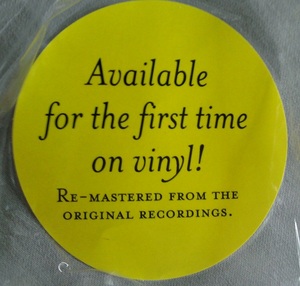 Available
for the first time
on vinyl!
RE-MASTERED FROM THE
ORIGINAL RECORDINGS.